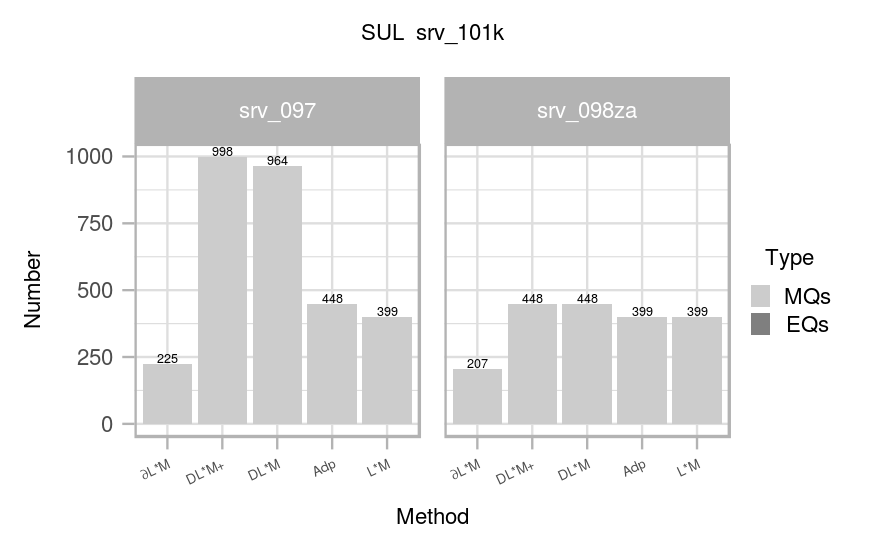 SUL  srv_101k
srv_097
srv_098za
1000
750
500
250
0
Number
998
964
448
399
225
448
448
399
399
207
∂L*M
DL*M+
DL*M
Adp
L*M
∂L*M
DL*M+
DL*M
Adp
L*M
Method
Type
MQs
EQs